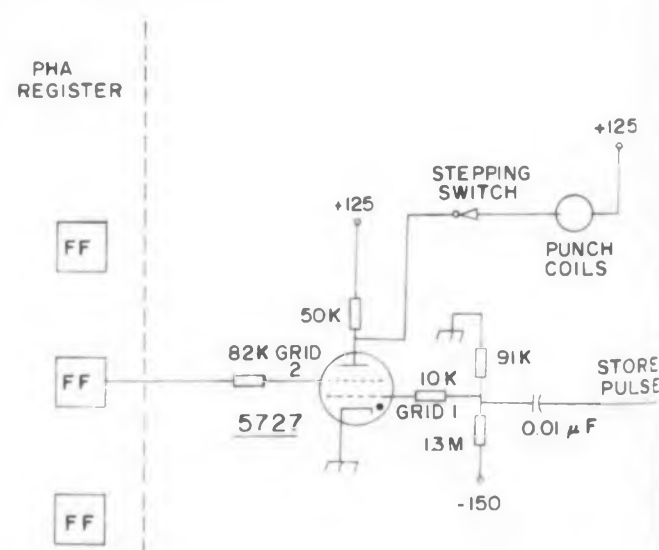 PHA
REGISTER
+125
STEPPING
SWITCH
+125
PUNCH
COILS
FF
50K
91K
82K GRID
2
FF
10K
STORE
PULSE
GRID 1
5727
0.01 µF
1.3 M
-150
FF